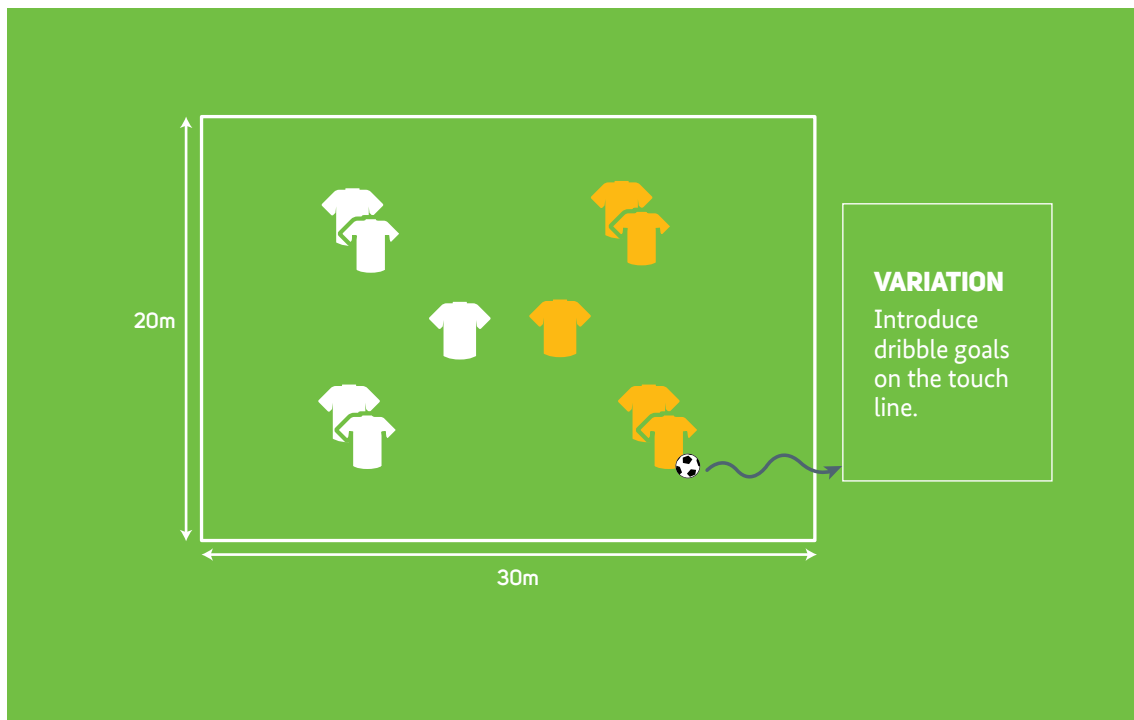 20m
30m
VARIATION
Introduce
dribble goals
on the touch
line.